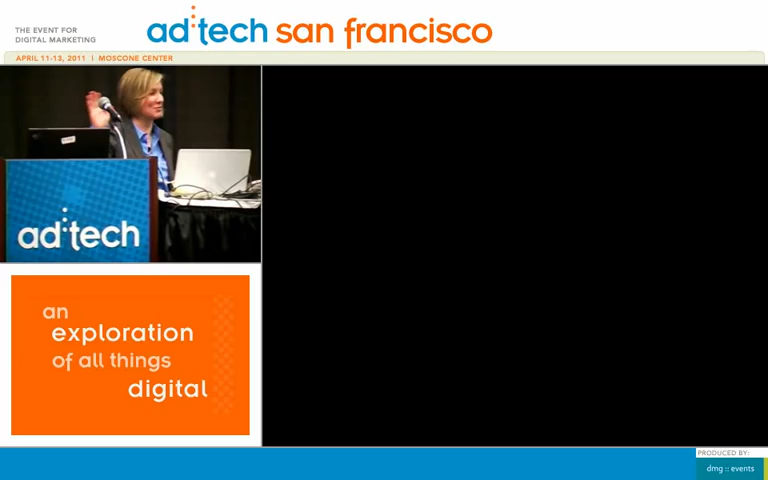 THE EVENT FOR
DIGITAL MARKETING
ad:tech san francisco
APRIL 11-13, 2011 | MOSCONE CENTER
ad:tech
an
exploration
of all things
digital
PRODUCED BY:
dmg :: events